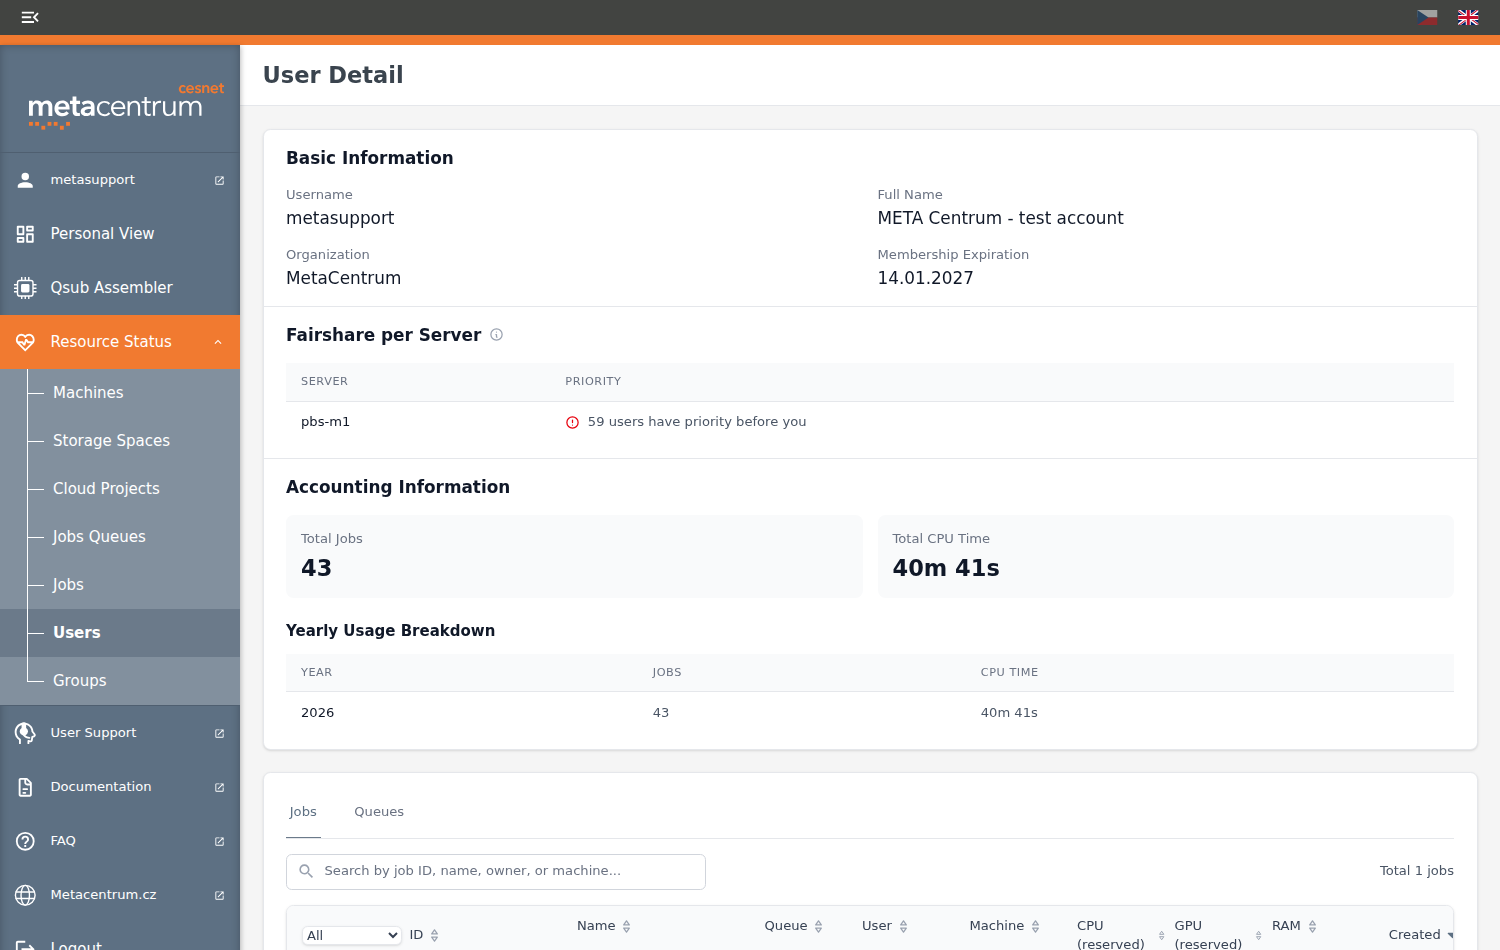 User Detail
cesnet
metacentrum
metasupport
Personal View
Qsub Assembler
Resource Status
Machines
Storage Spaces
Cloud Projects
Jobs Queues
Jobs
Users
Groups
User Support
Documentation
FAQ
Metacentrum.cz
Logout
Basic Information
Username
metasupport
Full Name
META Centrum - test account
Organization
MetaCentrum
Membership Expiration
14.01.2027
Fairshare per Server
SERVER PRIORITY
pbs-m1 59 users have priority before you
Accounting Information
Total Jobs
43
Total CPU Time
40m 41s
Yearly Usage Breakdown
YEAR JOBS CPU TIME
2026 43 40m 41s
Jobs Queues
Search by job ID, name, owner, or machine...
Total 1 jobs
All ID Name Queue User Machine CPU (reserved) GPU (reserved) RAM Created